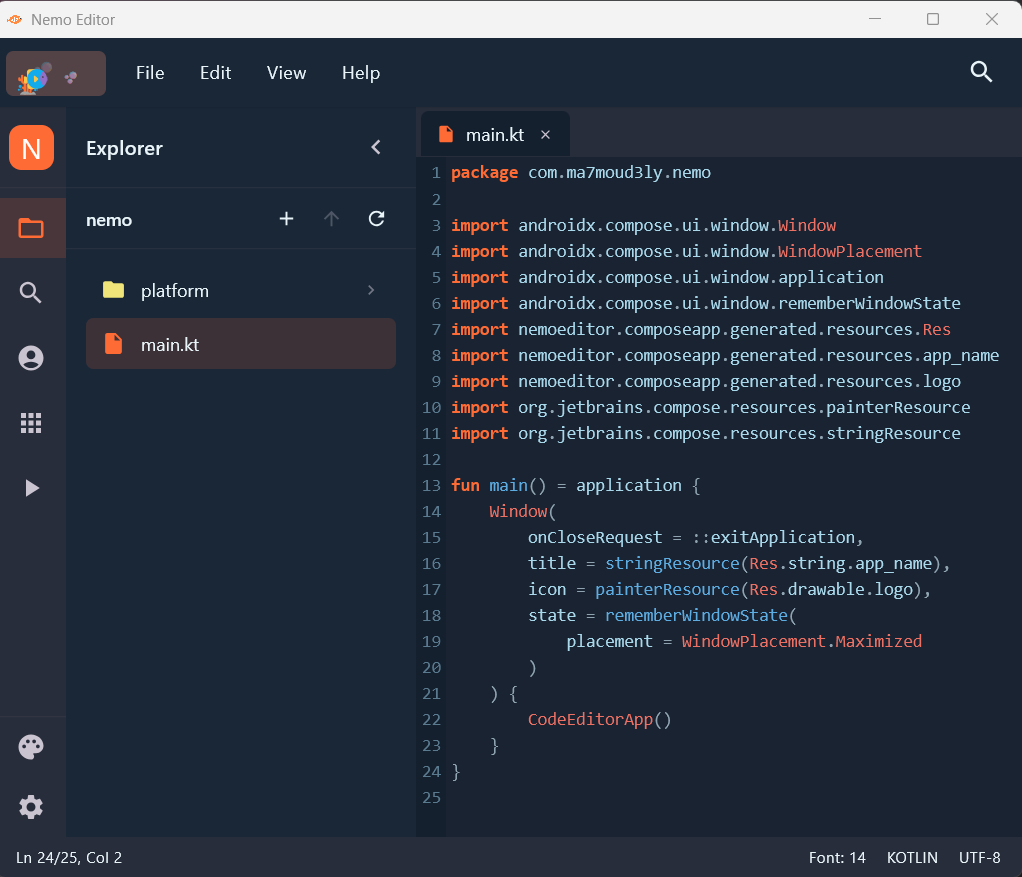 Nemo Editor
File Edit View Help
N
Explorer
nemo
platform
main.kt
main.kt
1 package com.ma7moud3ly.nemo
2
3 import androidx.compose.ui.window.Window
4 import androidx.compose.ui.window.WindowPlacement
5 import androidx.compose.ui.window.application
6 import androidx.compose.ui.window.rememberWindowState
7 import nemoeditor.composeapp.generated.resources.Res
8 import nemoeditor.composeapp.generated.resources.app_name
9 import nemoeditor.composeapp.generated.resources.logo
10 import org.jetbrains.compose.resources.painterResource
11 import org.jetbrains.compose.resources.stringResource
12
13 fun main() = application {
14     Window(
15         onCloseRequest = ::exitApplication,
16         title = stringResource(Res.string.app_name),
17         icon = painterResource(Res.drawable.logo),
18         state = rememberWindowState(
19             placement = WindowPlacement.Maximized
20         )
21     ) {
22         CodeEditorApp()
23     }
24 }
25
Ln 24/25, Col 2
Font: 14 KOTLIN UTF-8